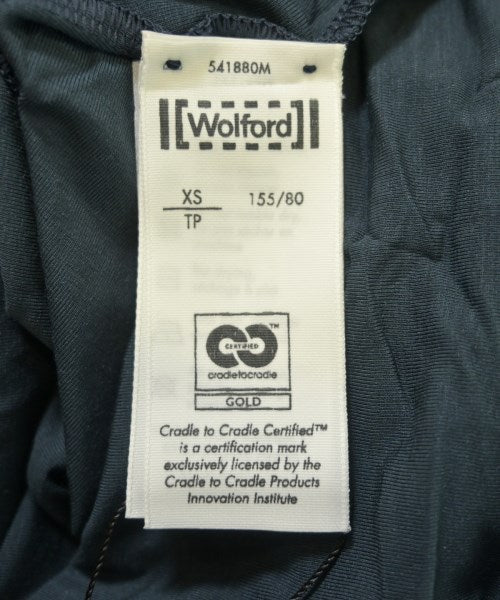 541880M
Wolford
XS 155/80
TP
CERTIFIED
TM
cradletocradle
GOLD
Cradle to Cradle Certified™
is a certification mark
exclusively licensed by the
Cradle to Cradle Products
Innovation Institute